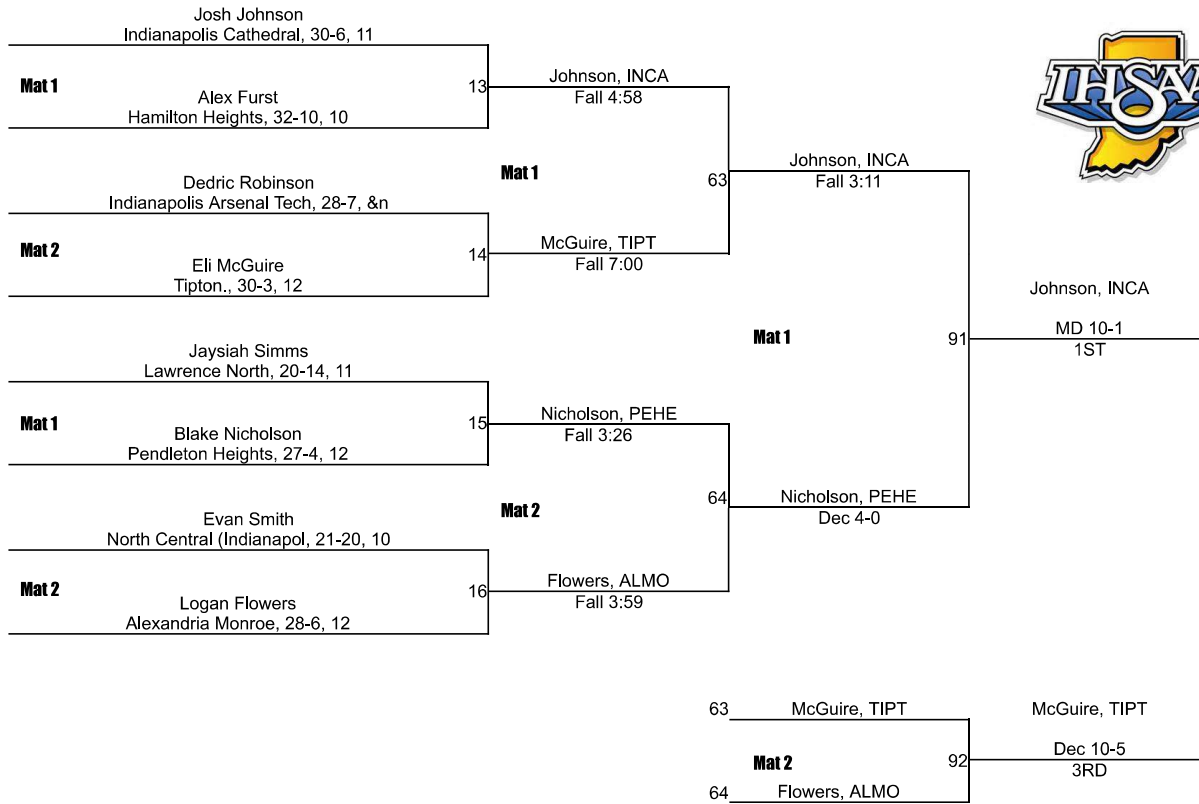 Josh Johnson
Indianapolis Cathedral, 30-6, 11
Mat 1
13
Alex Furst
Hamilton Heights, 32-10, 10
Johnson, INCA
Fall 4:58
Dedric Robinson
Indianapolis Arsenal Tech, 28-7, &n
Mat 2
14
Eli McGuire
Tipton., 30-3, 12
McGuire, TIPT
Fall 7:00
Mat 1
63
Johnson, INCA
Fall 3:11
Jaysiah Simms
Lawrence North, 20-14, 11
Mat 1
15
Blake Nicholson
Pendleton Heights, 27-4, 12
Nicholson, PEHE
Fall 3:26
Evan Smith
North Central (Indianapol, 21-20, 10
Mat 2
16
Logan Flowers
Alexandria Monroe, 28-6, 12
Flowers, ALMO
Fall 3:59
Mat 2
64
Nicholson, PEHE
Dec 4-0
Mat 1
91
Johnson, INCA
MD 10-1
1ST
63
McGuire, TIPT
Mat 2
92
64
Flowers, ALMO
McGuire, TIPT
Dec 10-5
3RD
IHSAA